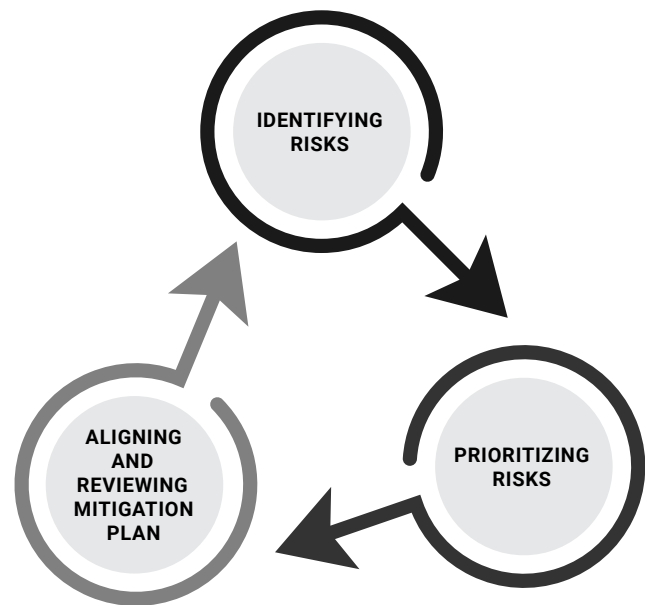 IDENTIFYING
RISKS
PRIORITIZING
RISKS
ALIGNING
AND
REVIEWING
MITIGATION
PLAN